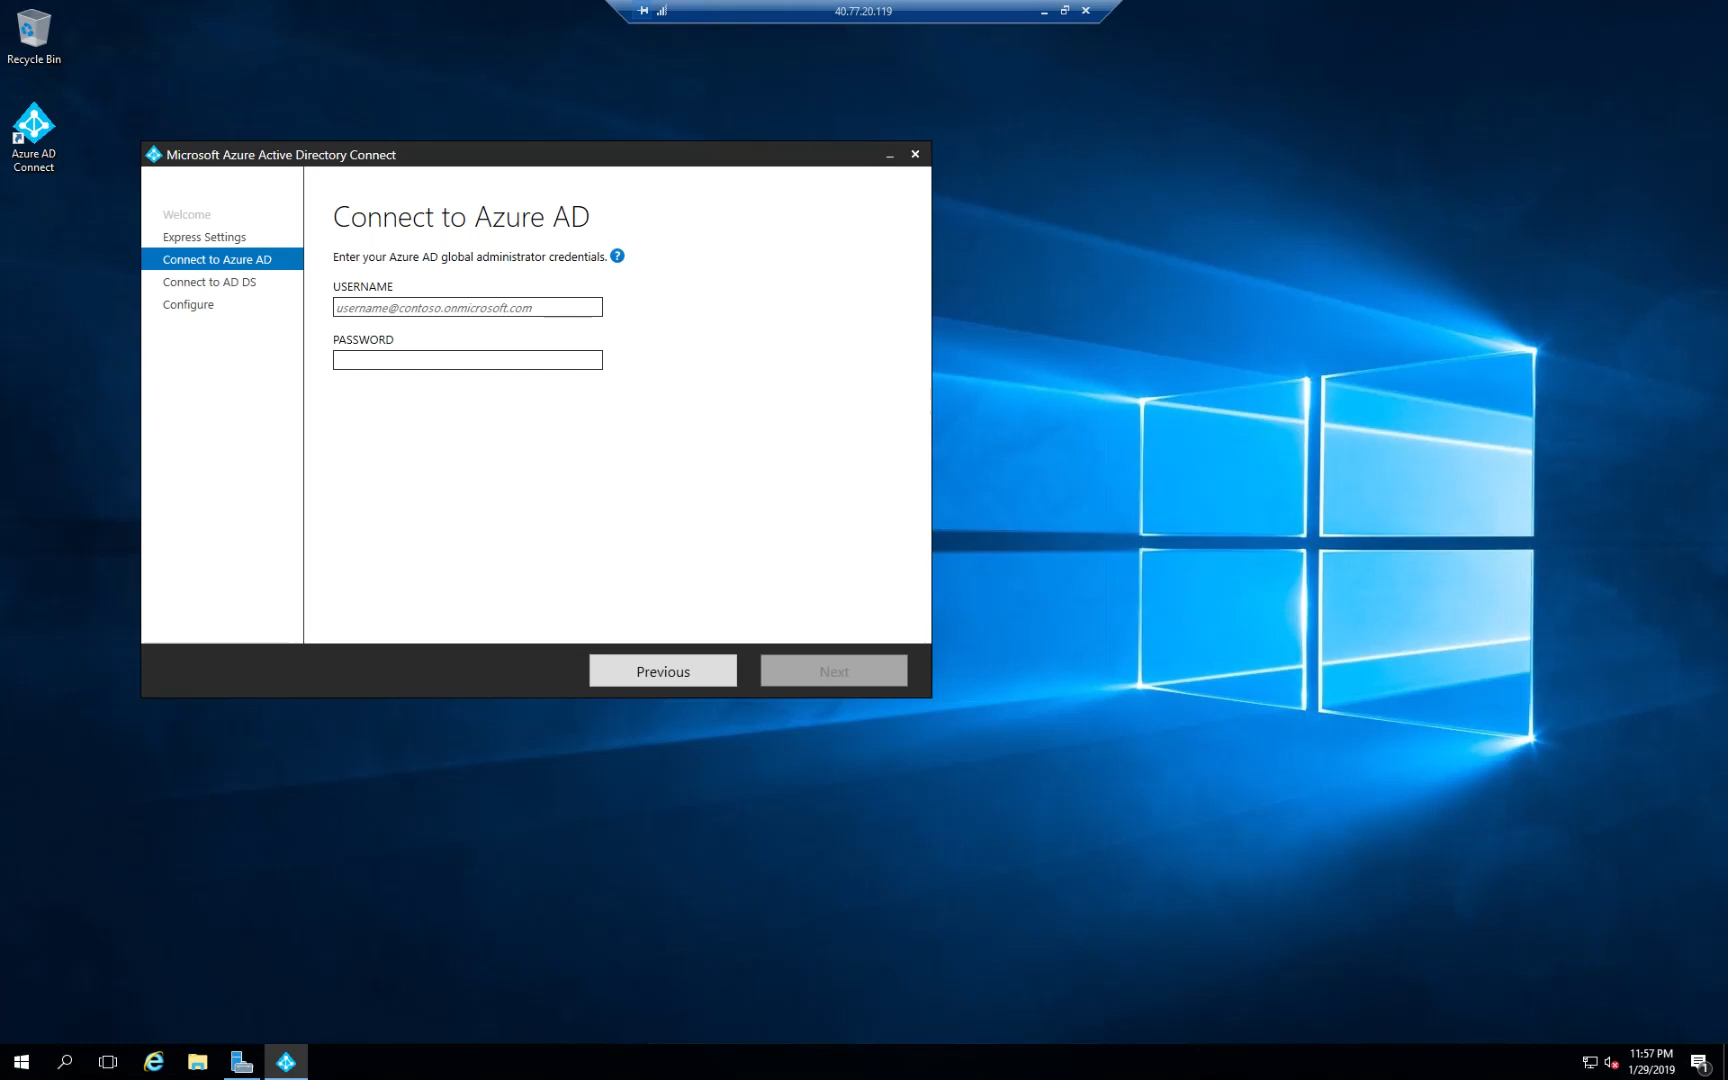 40.77.20.119
Recycle Bin
Azure AD
Connect
Microsoft Azure Active Directory Connect
Welcome
Express Settings
Connect to Azure AD
Connect to AD DS
Configure
Connect to Azure AD
Enter your Azure AD global administrator credentials. ?
USERNAME
username@contoso.onmicrosoft.com
PASSWORD
Previous
Next
11:57 PM
1/29/2019
1